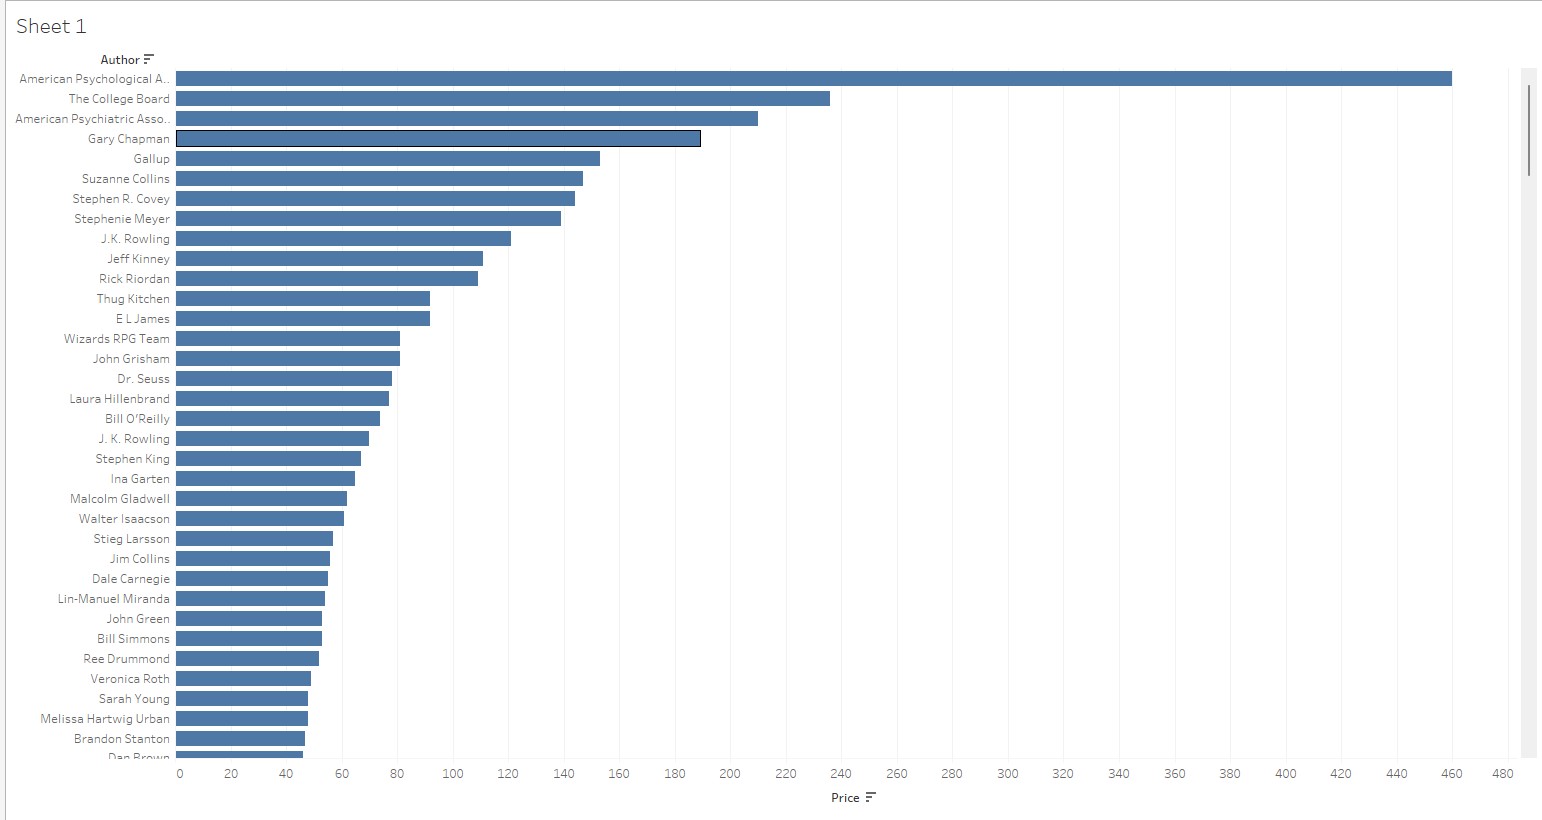 Sheet 1
Author
American Psychological A..
The College Board
American Psychiatric Asso..
Gary Chapman
Gallup
Suzanne Collins
Stephen R. Covey
Stephenie Meyer
J.K. Rowling
Jeff Kinney
Rick Riordan
Thug Kitchen
E L James
Wizards RPG Team
John Grisham
Dr. Seuss
Laura Hillenbrand
Bill O'Reilly
J. K. Rowling
Stephen King
Ina Garten
Malcolm Gladwell
Walter Isaacson
Stieg Larsson
Jim Collins
Dale Carnegie
Lin-Manuel Miranda
John Green
Bill Simmons
Ree Drummond
Veronica Roth
Sarah Young
Melissa Hartwig Urban
Brandon Stanton
Dan Brown
0 20 40 60 80 100 120 140 160 180 200 220 240 260 280 300 320 340 360 380 400 420 440 460 480
Price